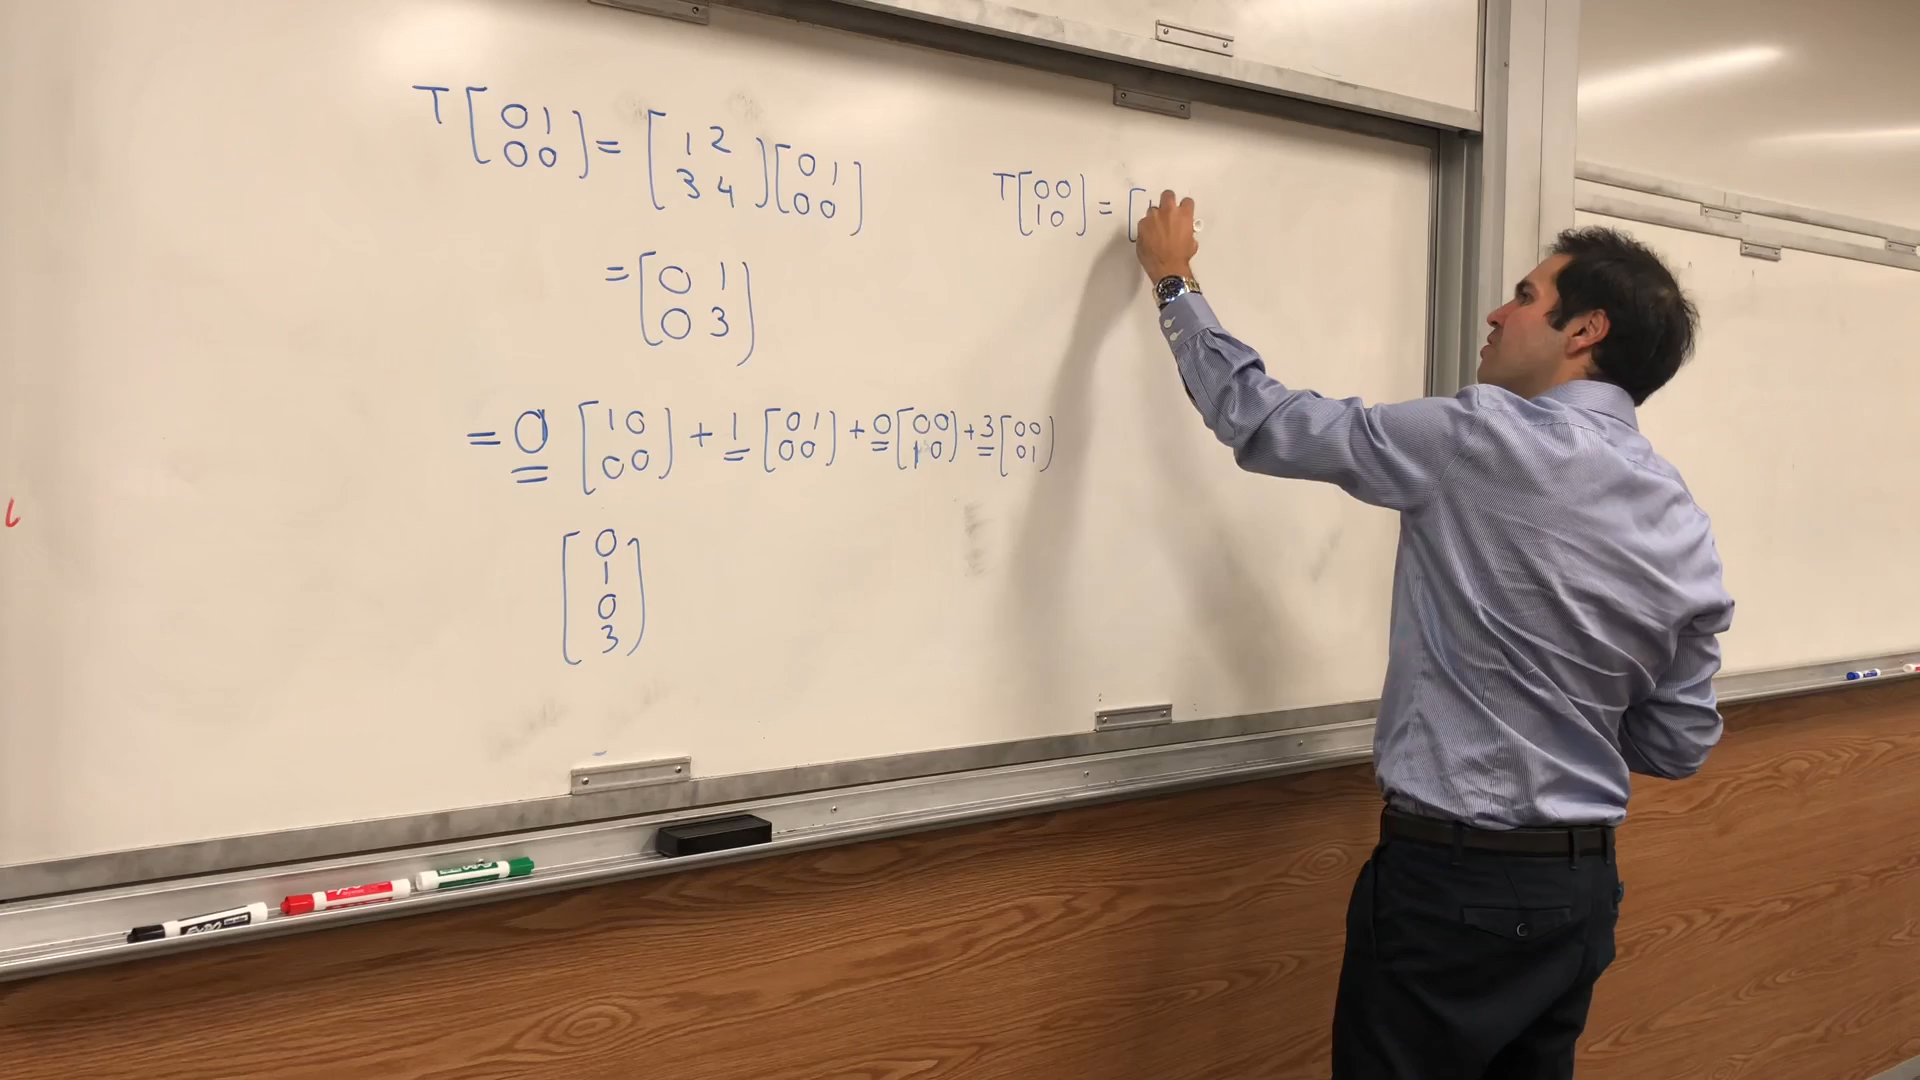 T [0 1 = [1 2 [0 1
0 0] 3 4] 0 0]
= [0 1
0 3]
= 0 [1 0 + 1 [0 1 + 0 [0 0 + 3 [0 0
0 0] 0 0] 1 0] 0 1]
[0
1
0
3]
T [0 0 = [1
1 0]
EXPO